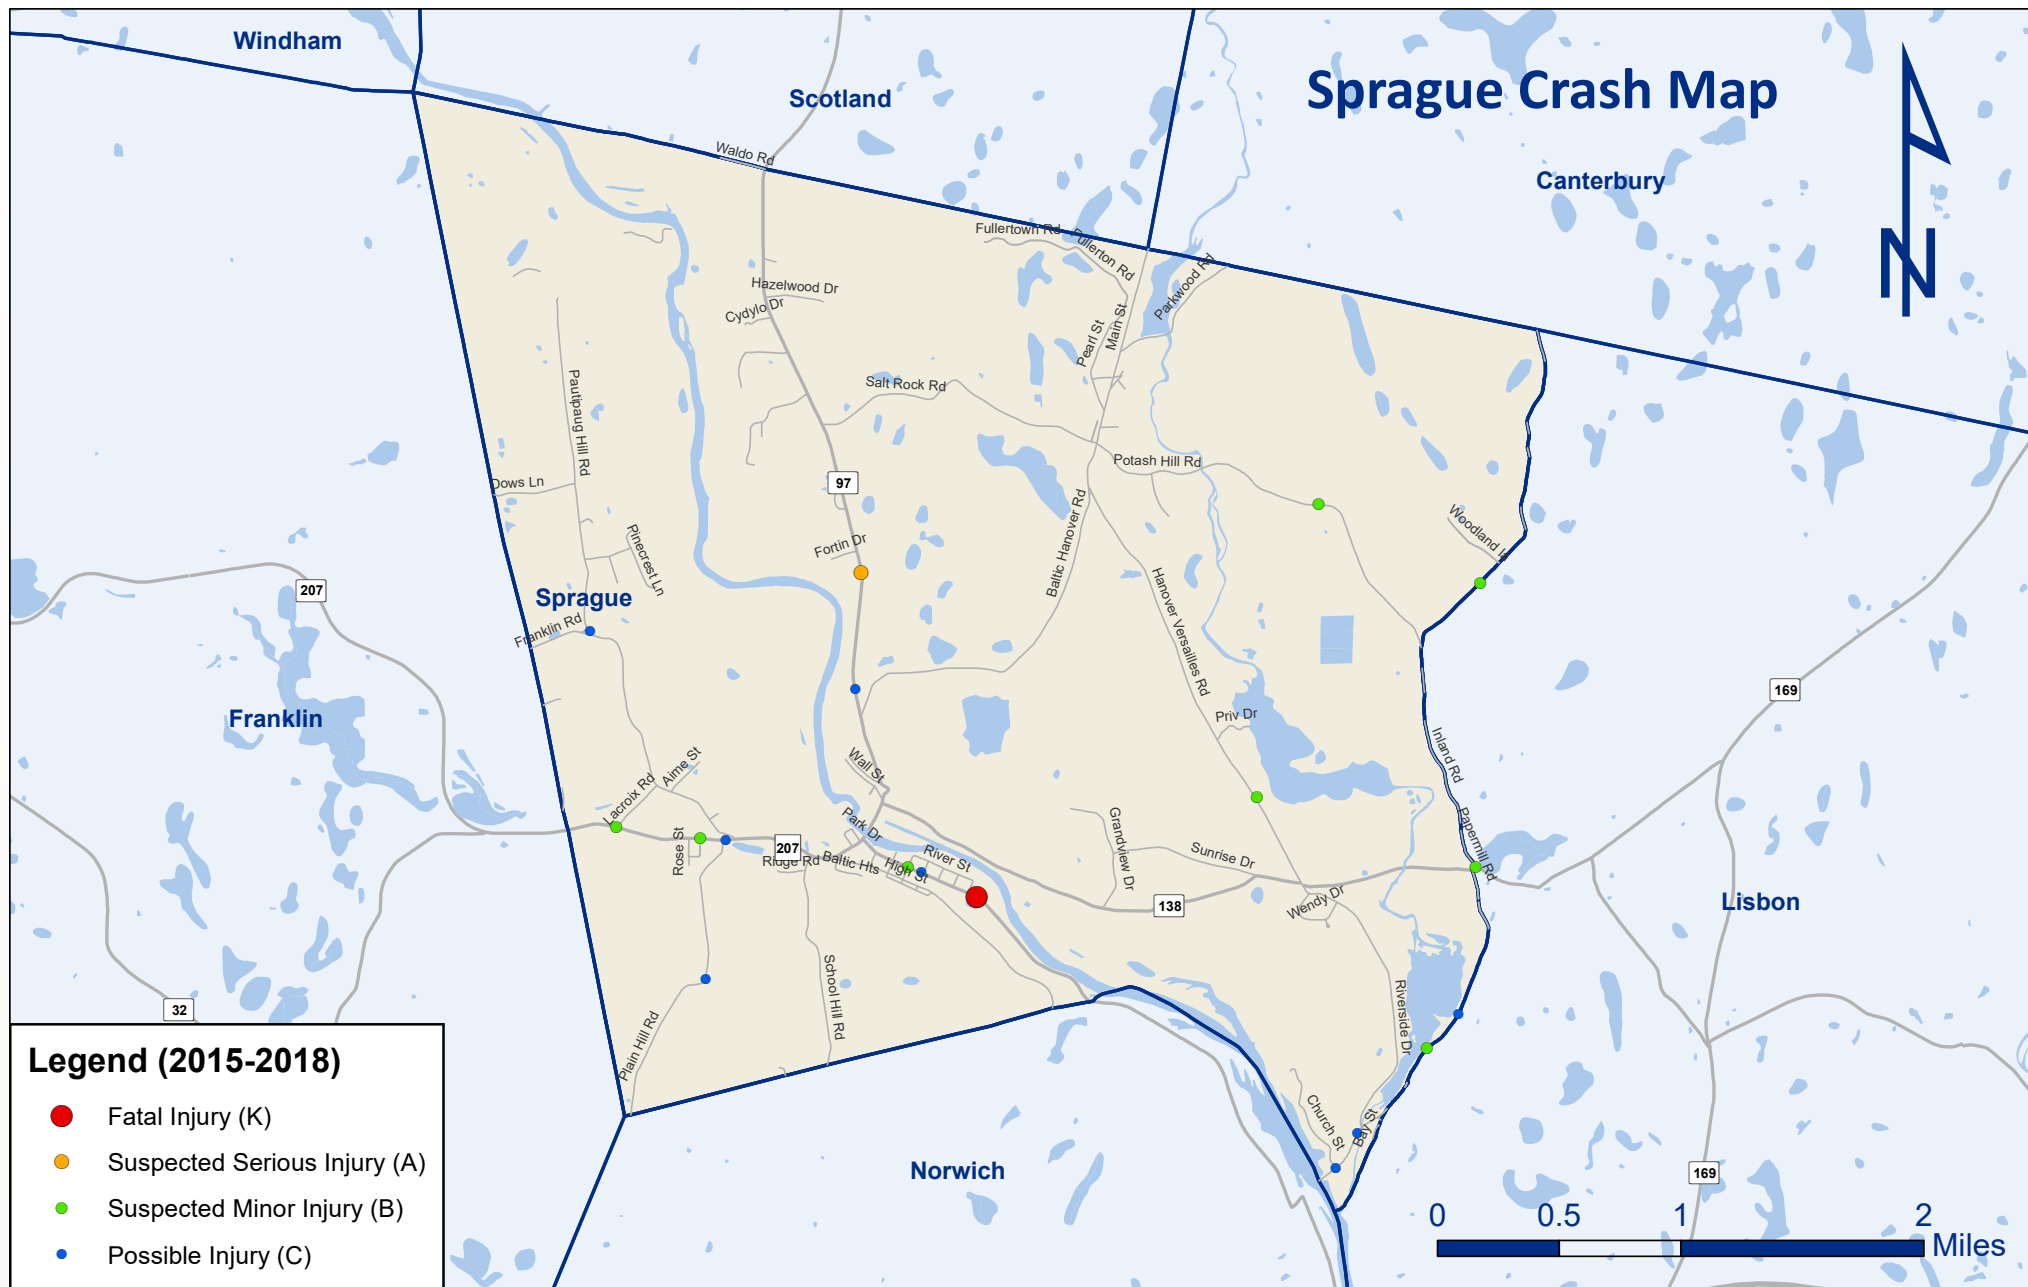 Windham
Scotland
Sprague Crash Map
Canterbury
Waldo Rd
Fullertown Rd
Fullerton Rd
Parkwood Rd
Hazelwood Dr
Cydylo Dr
Pearl St
Main St
N
Pautipaug Hill Rd
Salt Rock Rd
Potash Hill Rd
Dows Ln
97
Baltic Hanover Rd
Woodland
Pinecrest Ln
Fortin Dr
207
Sprague
Franklin Rd
Hanover Versailles Rd
169
Franklin
Priv Dr
Inland Rd
Wall St
Aime St
Lacroix Rd
Park Dr
Grandview Dr
Papermill Rd
Rose St
207
Ridge Rd
Baltic Hts
High St
River St
Sunrise Dr
138
Wendy Dr
Lisbon
School Hill Rd
Riverside Dr
32
Plain Hill Rd
Church St
Bay St
Norwich
169
Legend (2015-2018)
Fatal Injury (K)
Suspected Serious Injury (A)
Suspected Minor Injury (B)
Possible Injury (C)
0 0.5 1 2
Miles